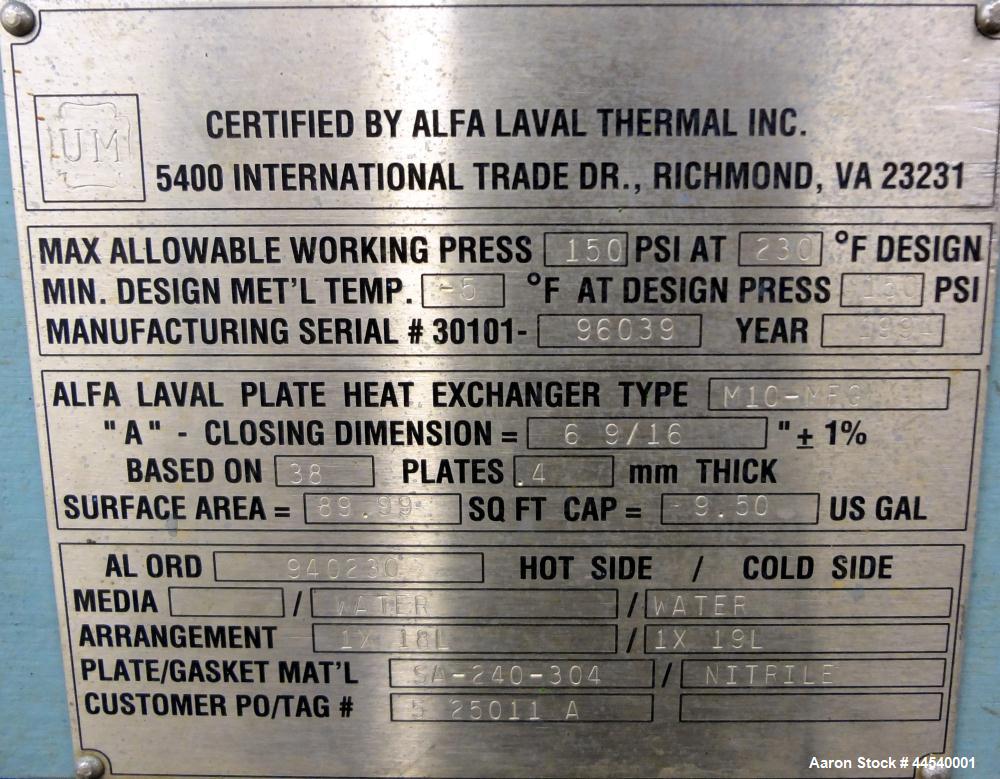 UM
CERTIFIED BY ALFA LAVAL THERMAL INC.
5400 INTERNATIONAL TRADE DR., RICHMOND, VA 23231
MAX ALLOWABLE WORKING PRESS 150 PSI AT 230 °F DESIGN
MIN. DESIGN MET'L TEMP. -5 °F AT DESIGN PRESS 150 PSI
MANUFACTURING SERIAL # 30101- 96039 YEAR
ALFA LAVAL PLATE HEAT EXCHANGER TYPE M10-MFG
"A" - CLOSING DIMENSION = 6 9/16 " ± 1%
BASED ON 38 PLATES .4 mm THICK
SURFACE AREA = 89.99 SQ FT CAP = 9.50 US GAL
AL ORD 940230 HOT SIDE / COLD SIDE
MEDIA / WATER / WATER
ARRANGEMENT 1X 18L / 1X 19L
PLATE/GASKET MAT'L SA-240-304 / NITRILE
CUSTOMER PO/TAG # 5 25011 A
Aaron Stock # 44540001